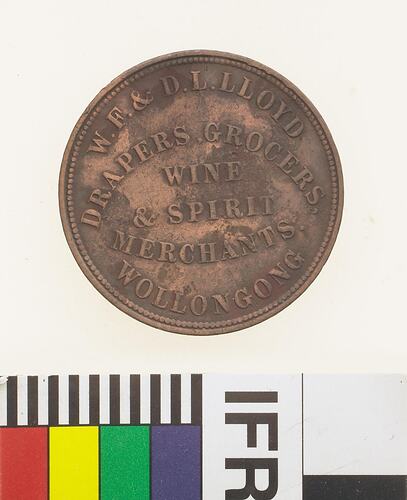 W.F. & D.L. LLOYD
DRAPERS GROCERS,
WINE
& SPIRIT
MERCHANTS.
WOLLONGONG
IFR